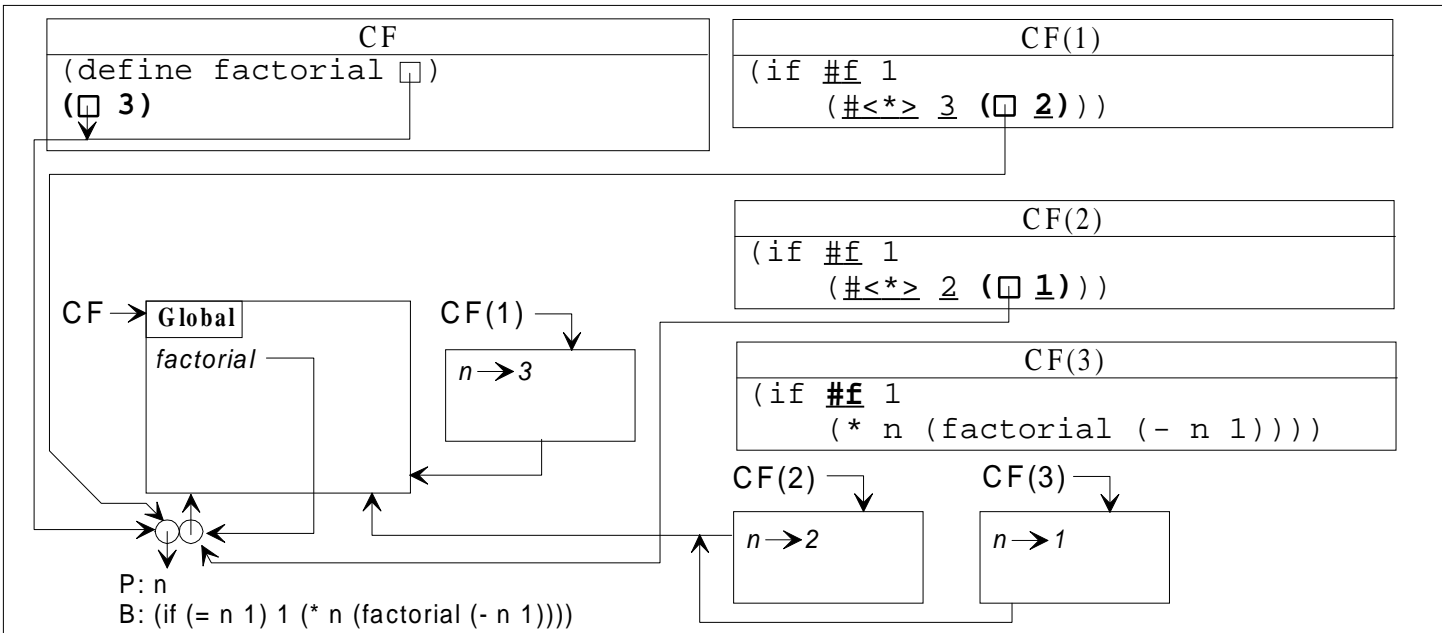 CF
(define factorial □)
(□ 3)
CF(1)
(if #f 1
(#<*> 3 (□ 2)))
CF(2)
(if #f 1
(#<*> 2 (□ 1)))
CF(3)
(if #f 1
(* n (factorial (- n 1))))
CF
Global
factorial
CF(1)
n→3
CF(2)
n→2
CF(3)
n→1
P: n
B: (if (= n 1) 1 (* n (factorial (- n 1))))